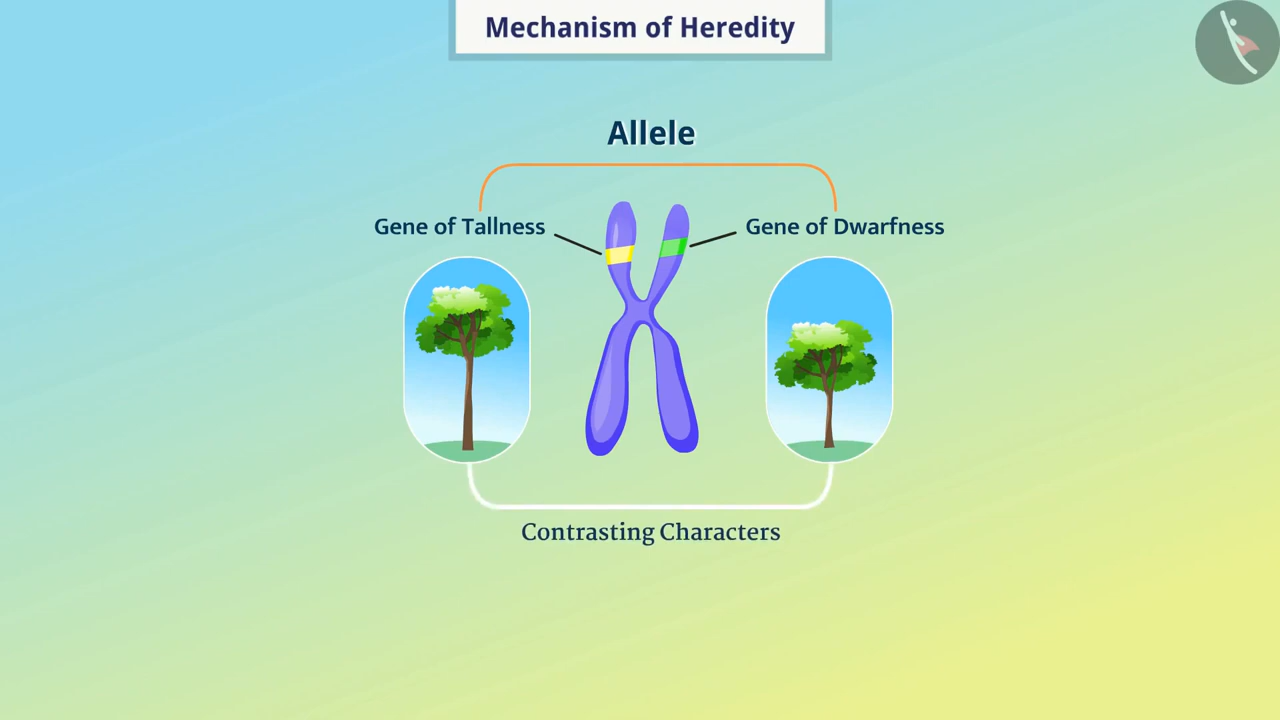 Mechanism of Heredity
Allele
Gene of Tallness
Gene of Dwarfness
Contrasting Characters